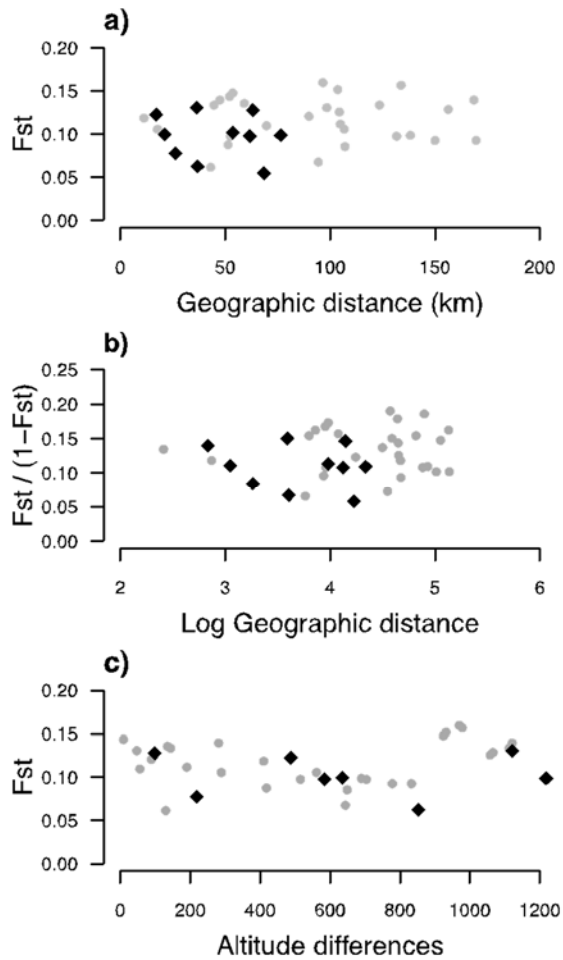 a)
0.20
0.15
0.10
0.05
0.00
Fst
0 50 100 150 200
Geographic distance (km)
b)
0.25
0.20
0.15
0.10
0.05
0.00
Fst / (1−Fst)
2 3 4 5 6
Log Geographic distance
c)
0.20
0.15
0.10
0.05
0.00
Fst
0 200 400 600 800 1000 1200
Altitude differences